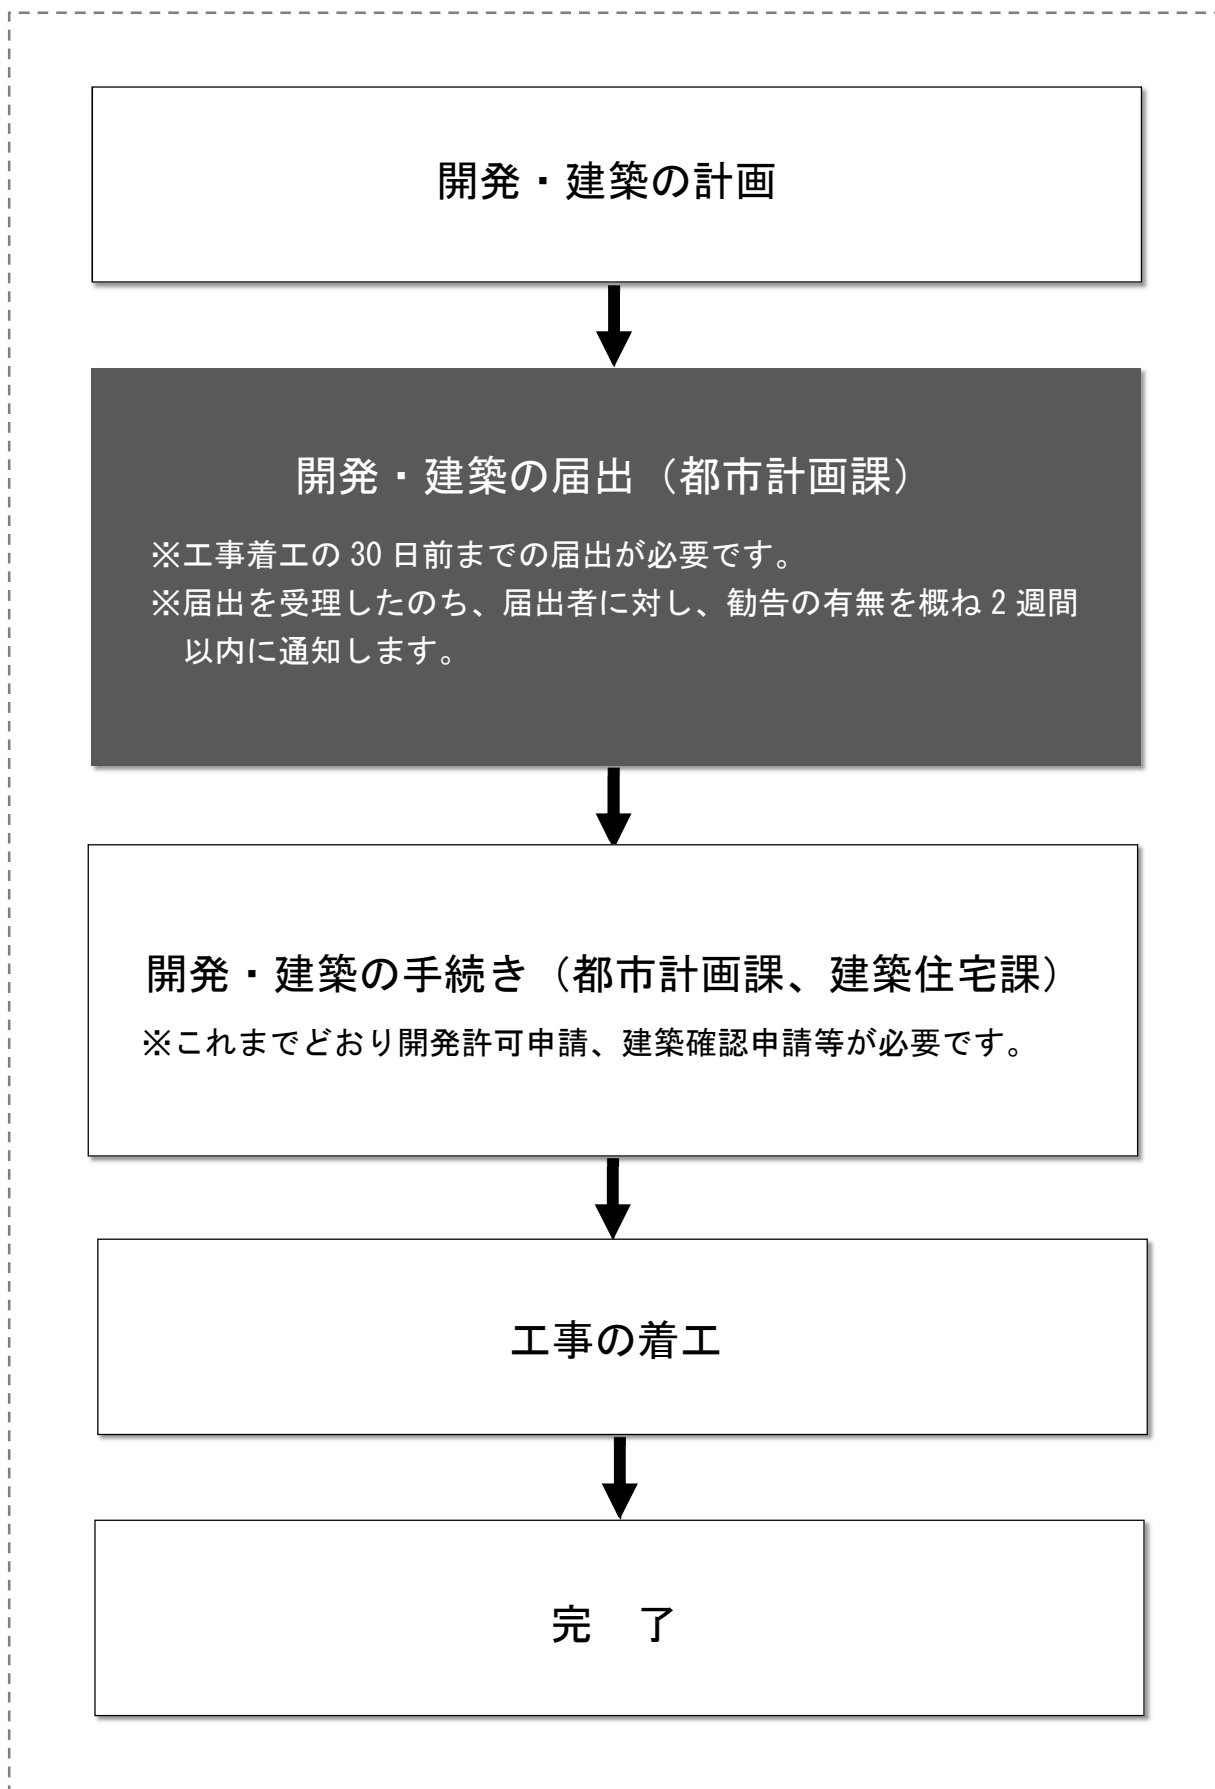 開発・建築の計画
開発・建築の届出（都市計画課）
※工事着工の 30 日前までの届出が必要です。
※届出を受理したのち、届出者に対し、勧告の有無を概ね 2 週間
以内に通知します。
開発・建築の手続き（都市計画課、建築住宅課）
※これまでどおり開発許可申請、建築確認申請等が必要です。
工事の着工
完　了